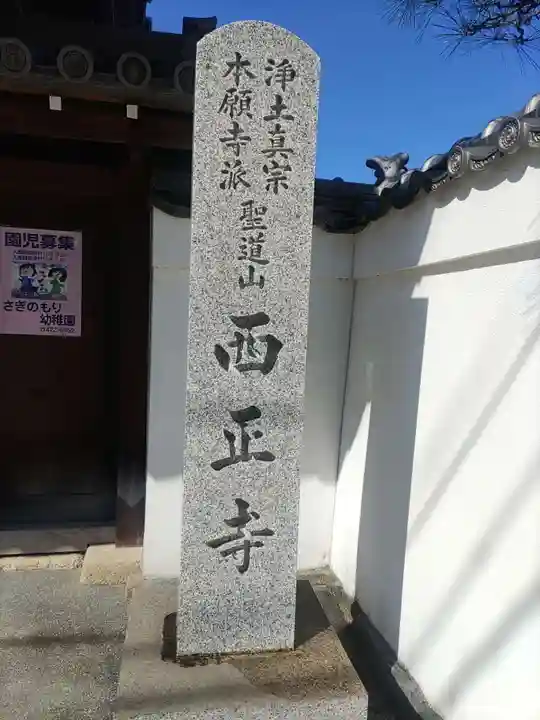 浄土真宗
本願寺派
聖道山
西正寺
園児募集
さぎのもり
幼稚園